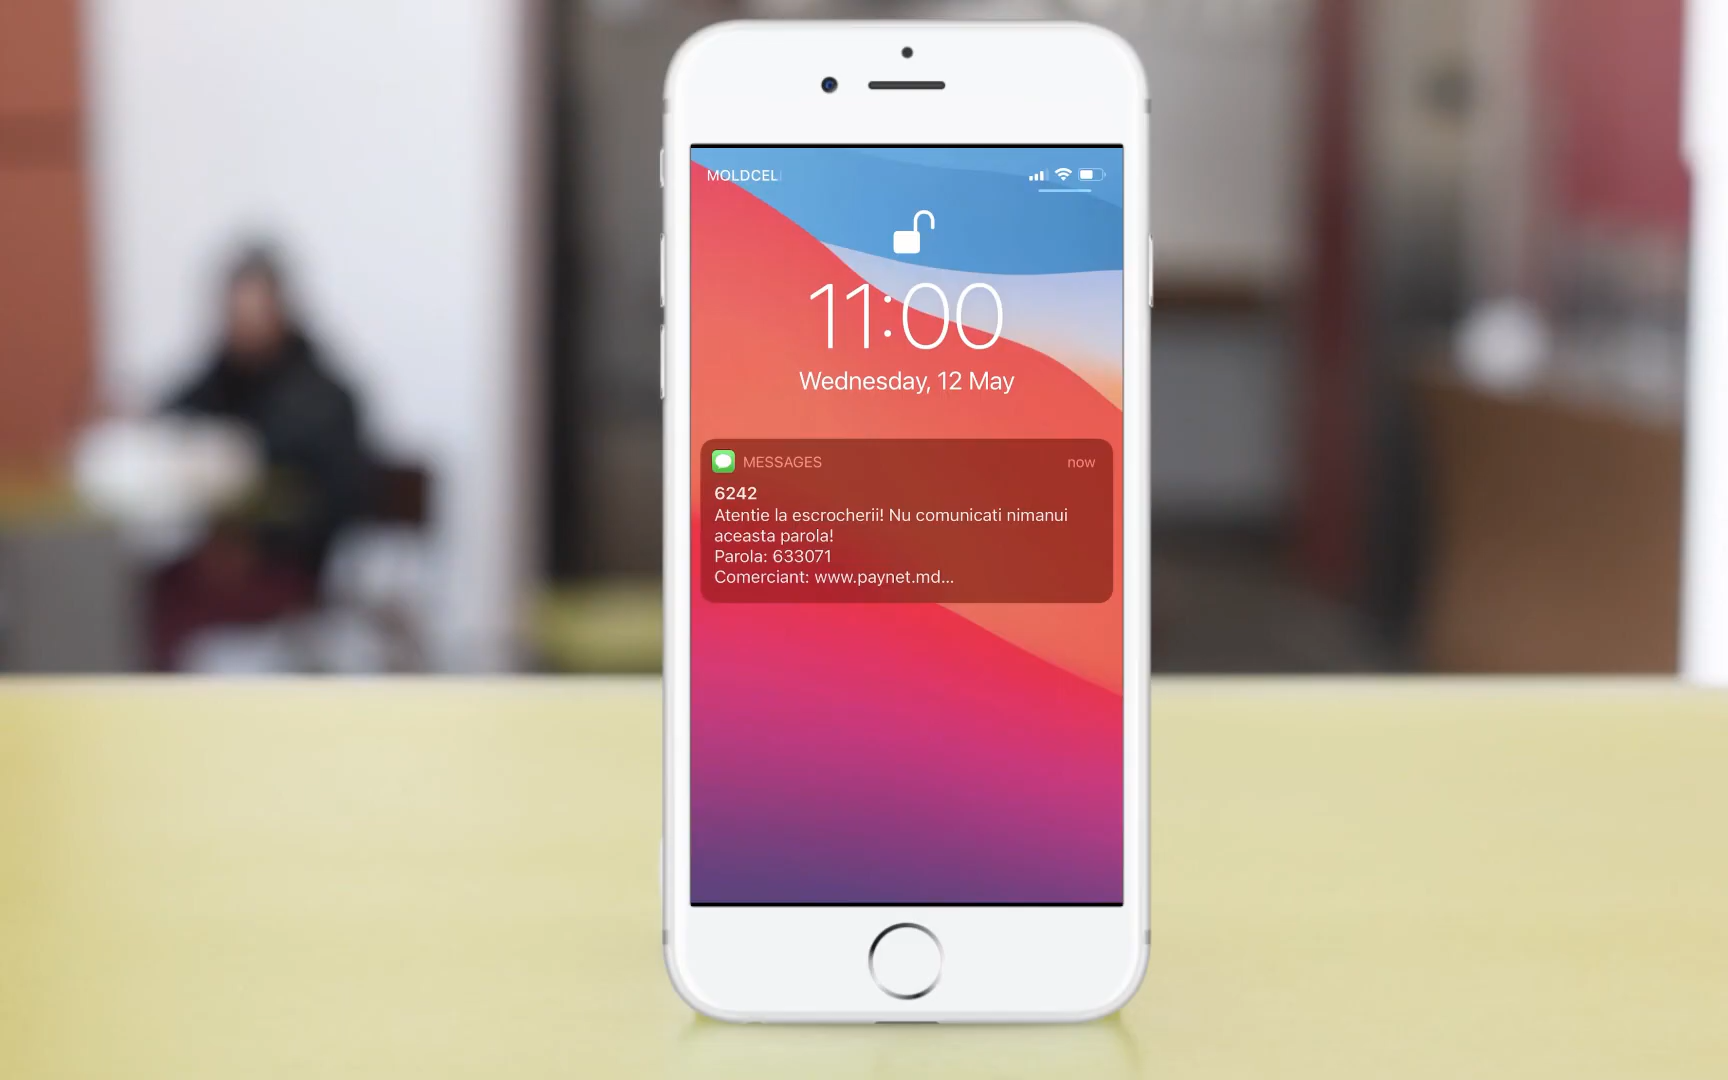 MOLDCELL
11:00
Wednesday, 12 May
MESSAGES now
6242
Atentie la escrocherii! Nu comunicati nimanui
aceasta parola!
Parola: 633071
Comerciant: www.paynet.md...